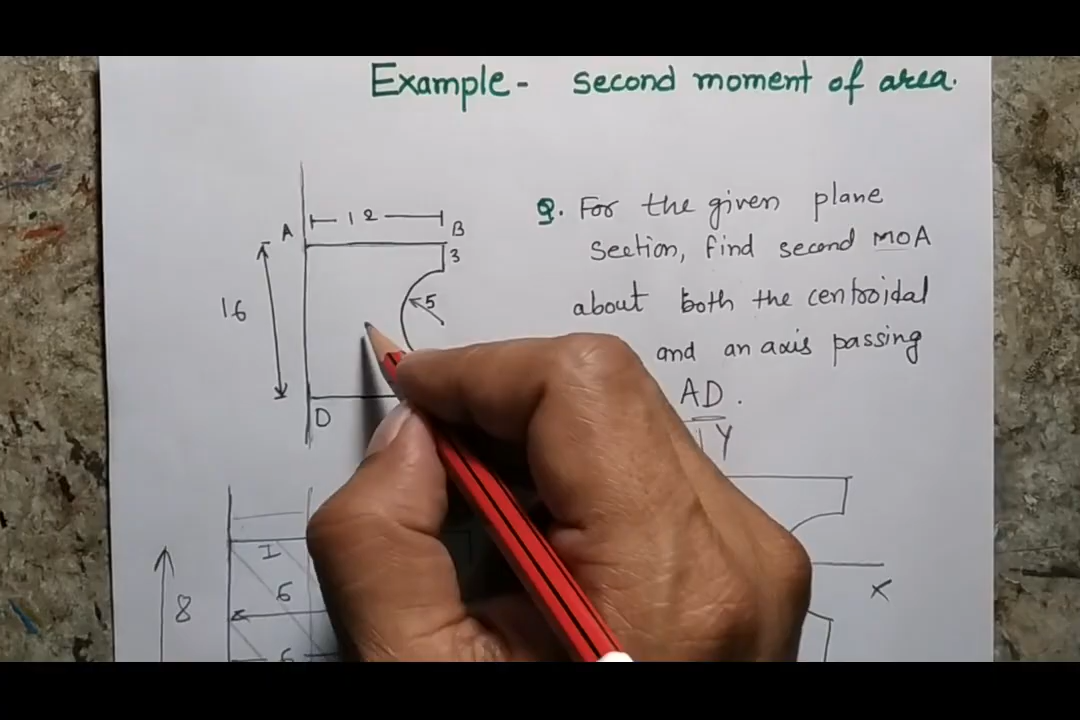 Example- second moment of area.
A 12 B
3
16
5
D
Q. For the given plane
section, find second MOA
about both the centroidal
and an axis passing
AD.
Y
I
6
8
X